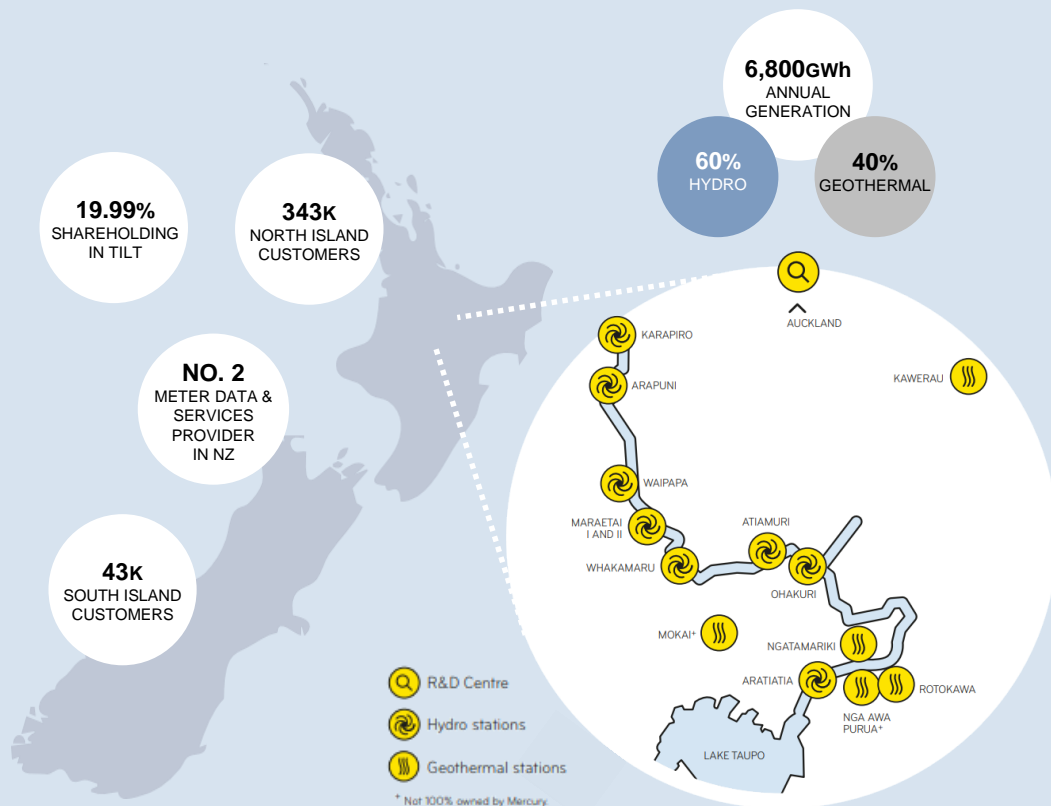 6,800GWh
ANNUAL
GENERATION
60%
HYDRO
40%
GEOTHERMAL
19.99%
SHAREHOLDING
IN TILT
343K
NORTH ISLAND
CUSTOMERS
NO. 2
METER DATA &
SERVICES
PROVIDER
IN NZ
43K
SOUTH ISLAND
CUSTOMERS
AUCKLAND
KARAPIRO
KAWERAU
ARAPUNI
WAIPAPA
MARAETAI
I AND II
ATIAMURI
WHAKAMARU
OHAKURI
MOKAI⁺
NGATAMARIKI
ARATIATIA
ROTOKAWA
NGA AWA
PURUA⁺
LAKE TAUPO
R&D Centre
Hydro stations
Geothermal stations
⁺ Not 100% owned by Mercury.